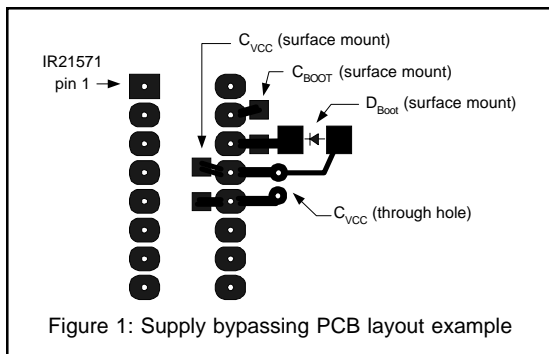 C_VCC (surface mount)
IR21571
pin 1
C_BOOT (surface mount)
D_Boot (surface mount)
C_VCC (through hole)
Figure 1: Supply bypassing PCB layout example